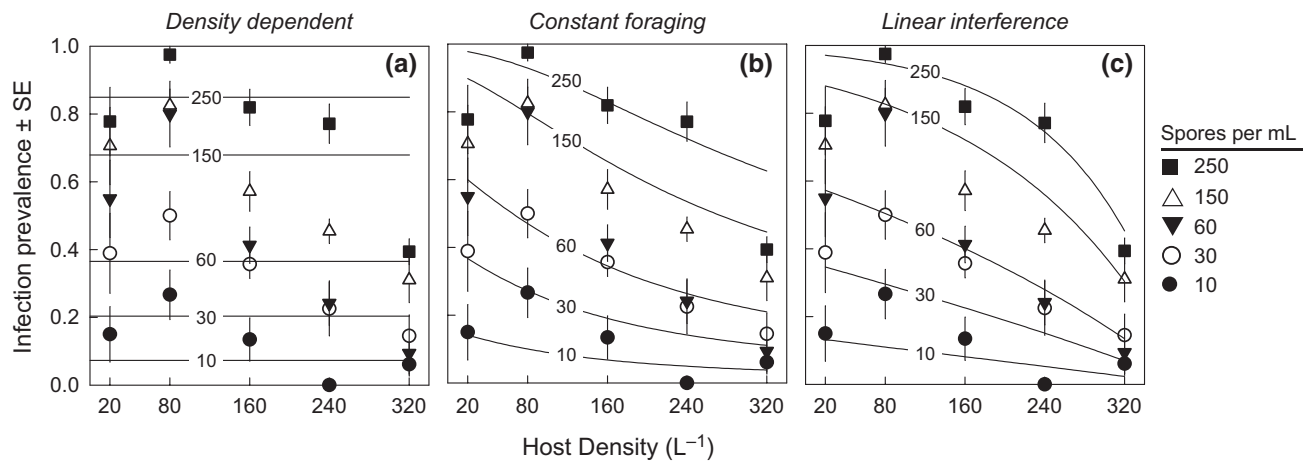 Density dependent
Constant foraging
Linear interference
Infection prevalence ± SE
1.0
0.8
0.6
0.4
0.2
0.0
(a)
250
150
60
30
10
20 80 160 240 320
(b)
250
150
60
30
10
20 80 160 240 320
(c)
250
150
60
30
10
20 80 160 240 320
Host Density (L⁻¹)
Spores per mL
250
150
60
30
10